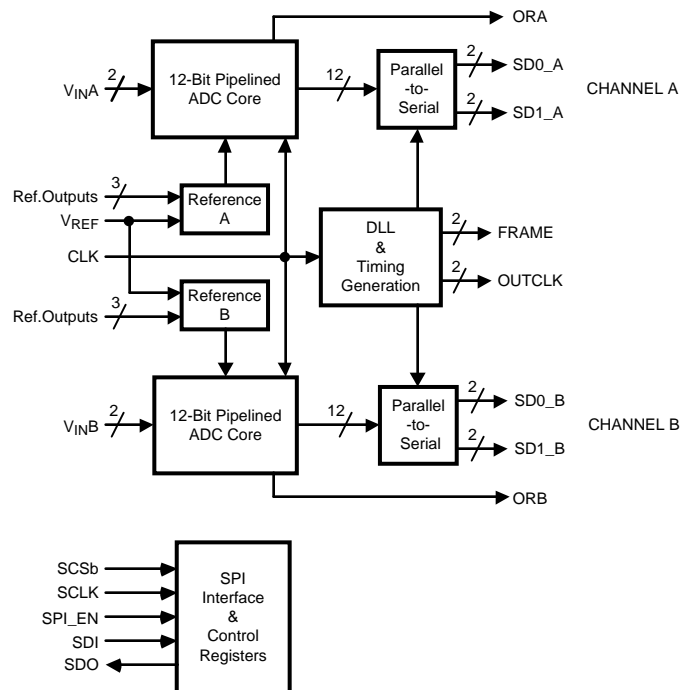 ORA
2
V_INA
12-Bit Pipelined
ADC Core
12
Parallel
-to-
Serial
2
SD0_A
2
SD1_A
CHANNEL A
3
Ref.Outputs
Reference
A
V_REF
CLK
DLL
&
Timing
Generation
2
FRAME
2
OUTCLK
Reference
B
Ref.Outputs
3
2
V_INB
12-Bit Pipelined
ADC Core
12
Parallel
-to-
Serial
2
SD0_B
2
SD1_B
CHANNEL B
ORB
SCSb
SCLK
SPI_EN
SDI
SDO
SPI
Interface
&
Control
Registers